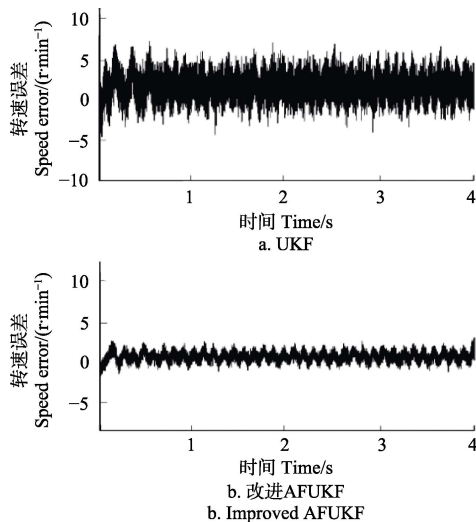 转速误差
Speed error/(r·min⁻¹)
10
5
0
−5
−10
1
2
3
4
时间 Time/s
a. UKF
转速误差
Speed error/(r·min⁻¹)
10
5
0
−5
1
2
3
4
时间 Time/s
b. 改进AFUKF
b. Improved AFUKF